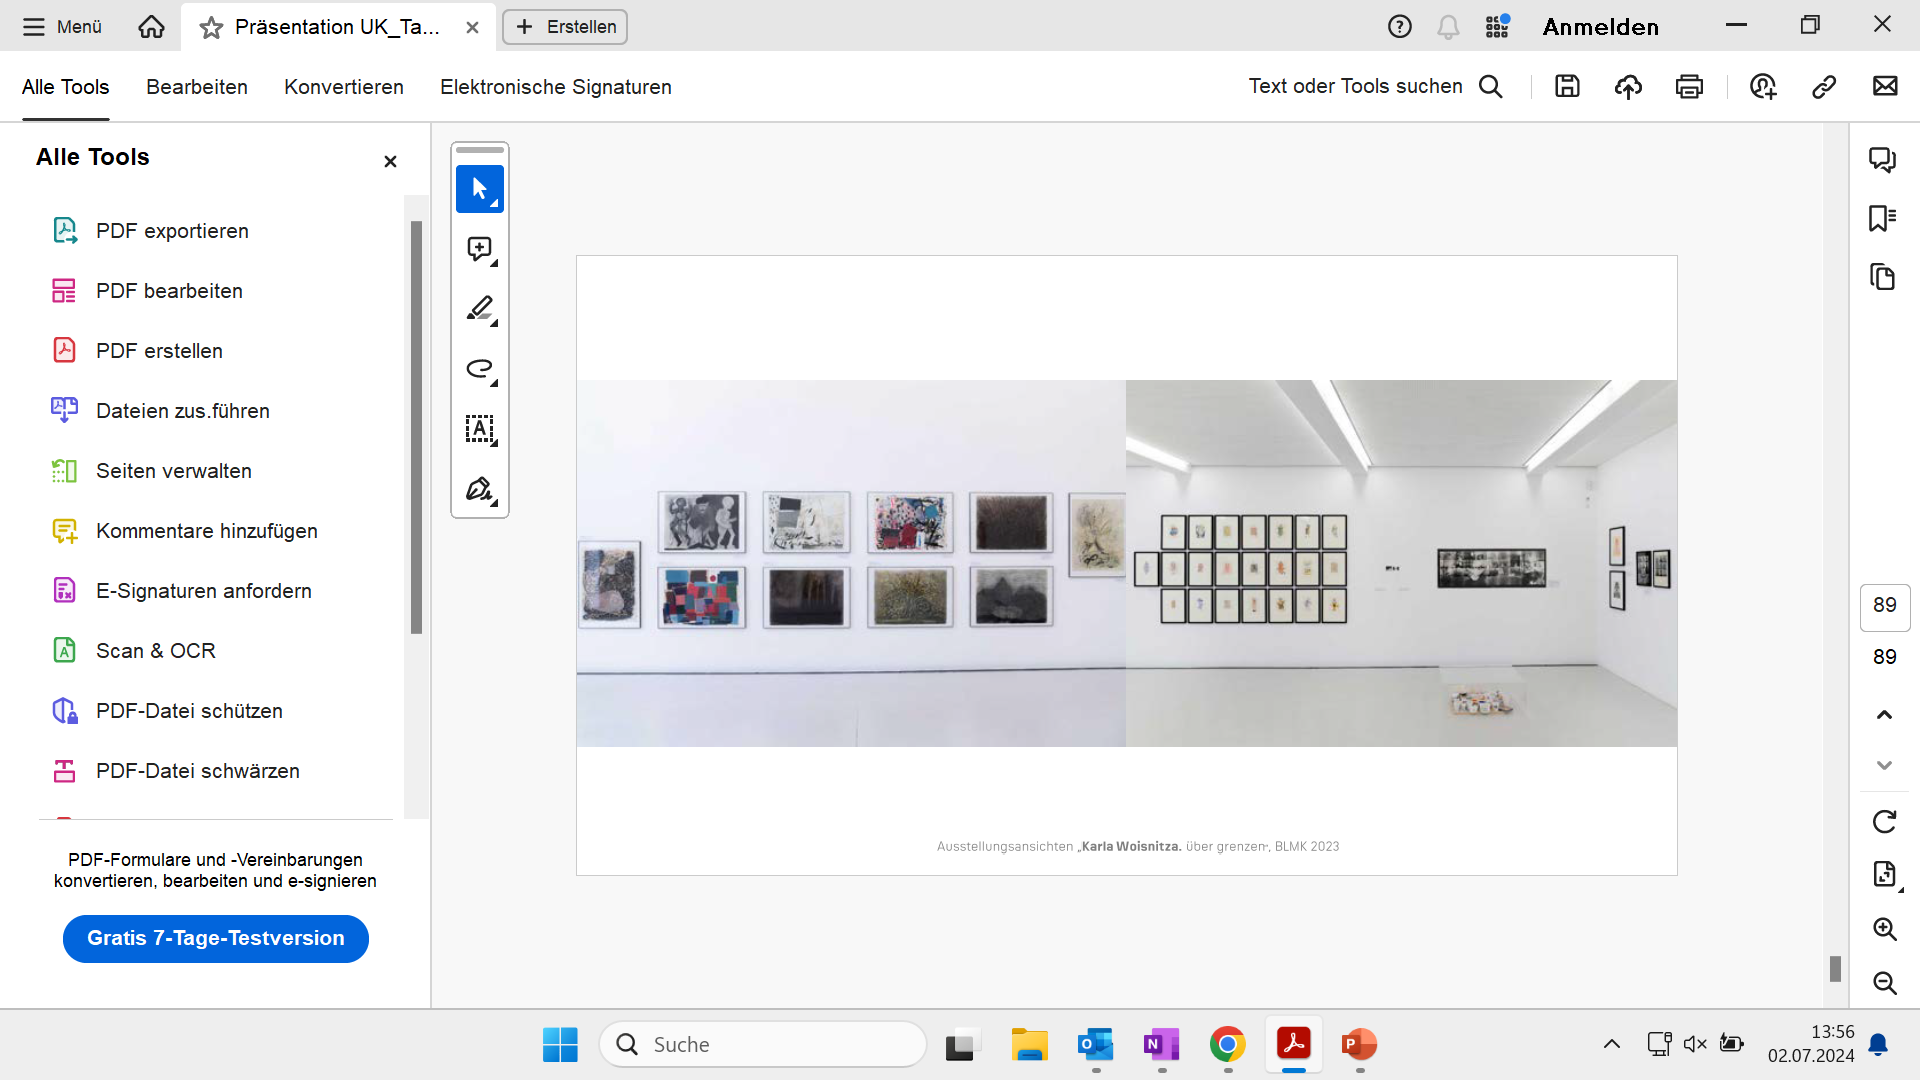 Menü
Präsentation UK_Ta...
Erstellen
Anmelden
Alle Tools
Bearbeiten
Konvertieren
Elektronische Signaturen
Text oder Tools suchen
Alle Tools
PDF exportieren
PDF bearbeiten
PDF erstellen
Dateien zus.führen
Seiten verwalten
Kommentare hinzufügen
E-Signaturen anfordern
Scan & OCR
PDF-Datei schützen
PDF-Datei schwärzen
PDF-Formulare und -Vereinbarungen
konvertieren, bearbeiten und e-signieren
Gratis 7-Tage-Testversion
Ausstellungsansichten „Karla Woisnitza. über grenzen“, BLMK 2023
89
89
Suche
13:56
02.07.2024